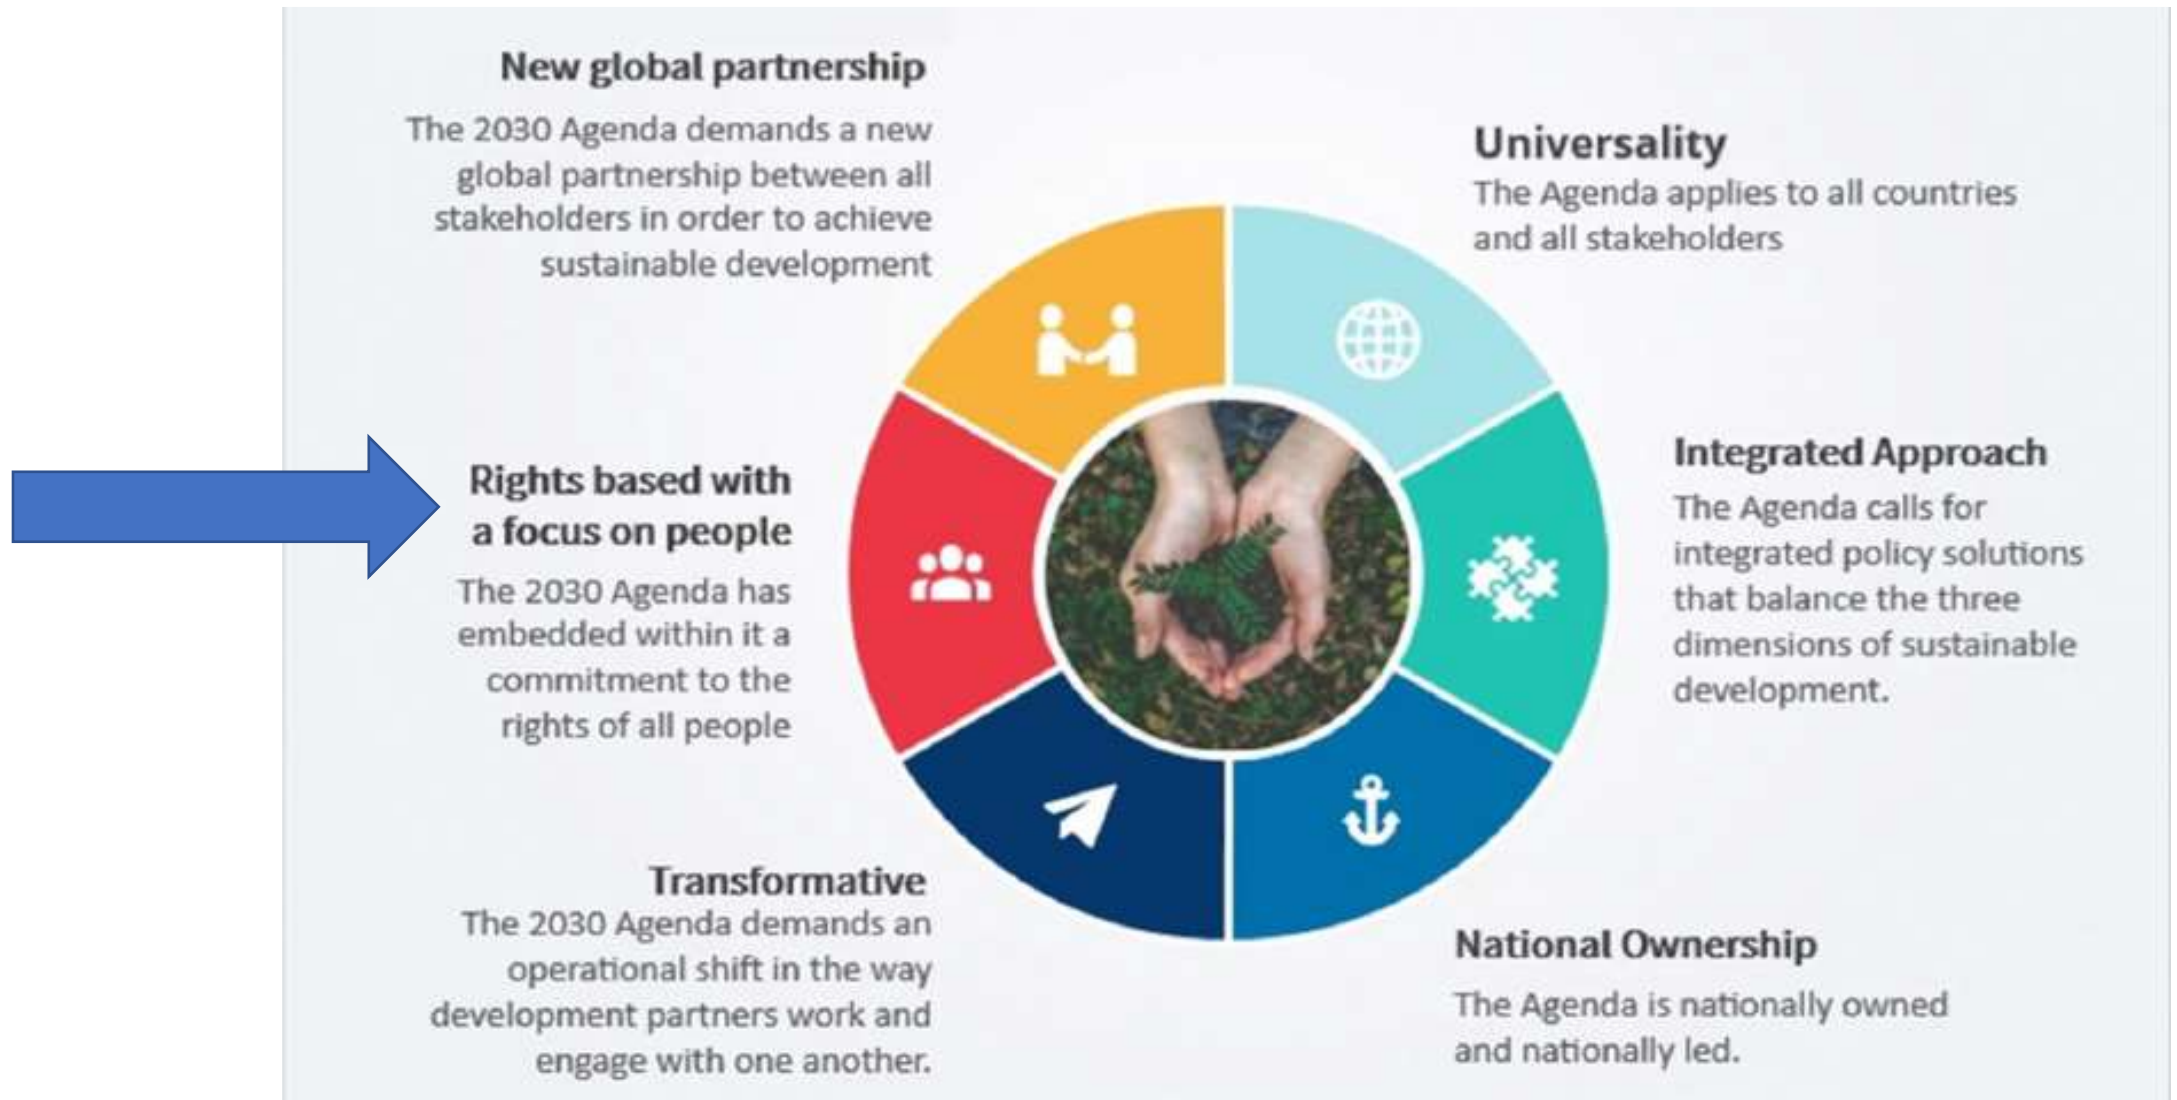 New global partnership
The 2030 Agenda demands a new
global partnership between all
stakeholders in order to achieve
sustainable development
Universality
The Agenda applies to all countries
and all stakeholders
Rights based with
a focus on people
The 2030 Agenda has
embedded within it a
commitment to the
rights of all people
Integrated Approach
The Agenda calls for
integrated policy solutions
that balance the three
dimensions of sustainable
development.
Transformative
The 2030 Agenda demands an
operational shift in the way
development partners work and
engage with one another.
National Ownership
The Agenda is nationally owned
and nationally led.